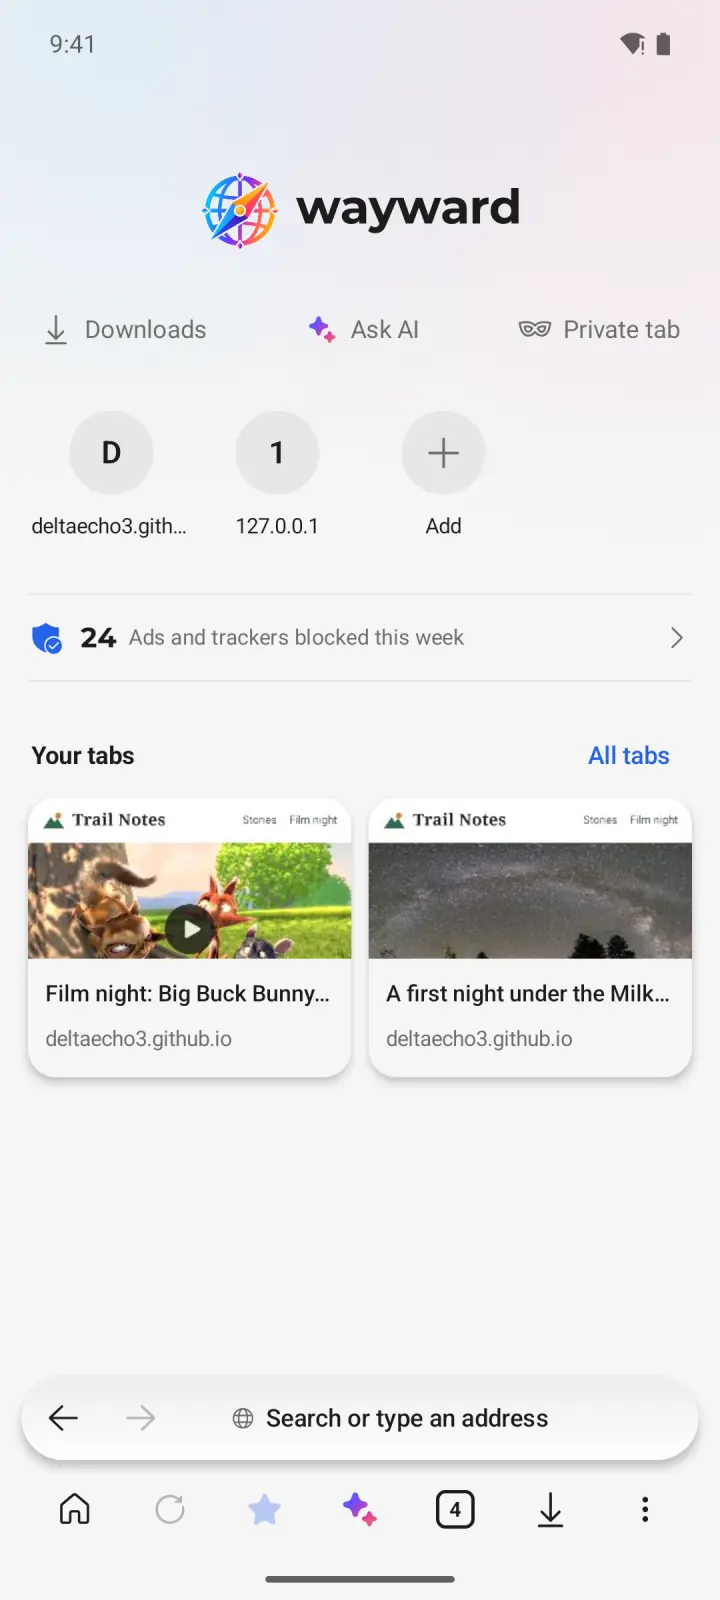 9:41
wayward
Downloads
Ask AI
Private tab
D
1
deltaecho3.gith...
127.0.0.1
Add
24 Ads and trackers blocked this week
Your tabs
All tabs
Trail Notes
Stories
Film night
Trail Notes
Stories
Film night
Film night: Big Buck Bunny...
deltaecho3.github.io
A first night under the Milk...
deltaecho3.github.io
Search or type an address
4